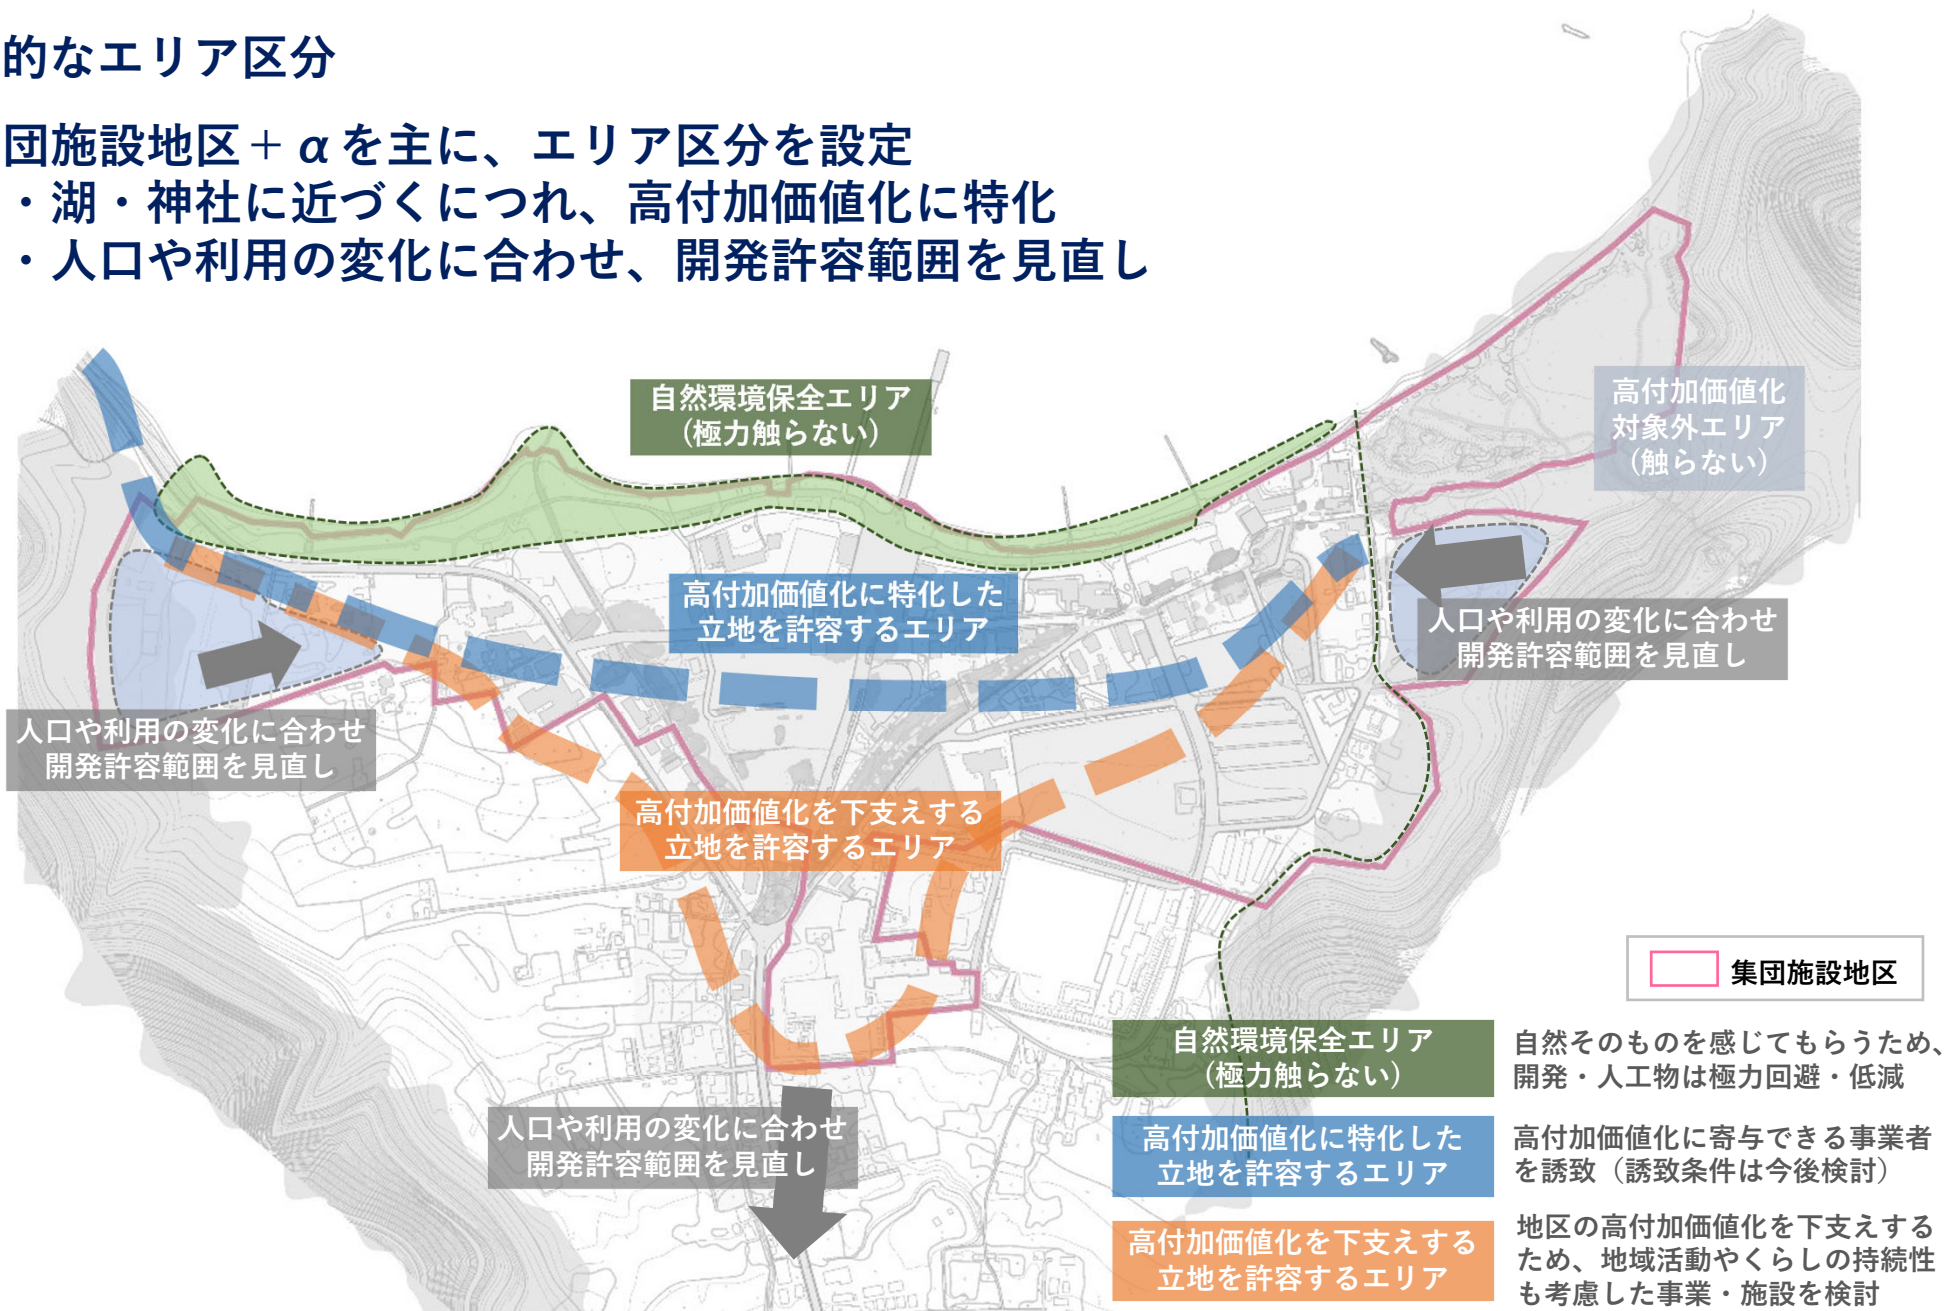 的なエリア区分
団施設地区＋αを主に、エリア区分を設定
・湖・神社に近づくにつれ、高付加価値化に特化
・人口や利用の変化に合わせ、開発許容範囲を見直し
自然環境保全エリア
（極力触らない）
高付加価値化
対象外エリア
（触らない）
高付加価値化に特化した
立地を許容するエリア
人口や利用の変化に合わせ
開発許容範囲を見直し
人口や利用の変化に合わせ
開発許容範囲を見直し
高付加価値化を下支えする
立地を許容するエリア
人口や利用の変化に合わせ
開発許容範囲を見直し
集団施設地区
自然環境保全エリア
（極力触らない）
自然そのものを感じてもらうため、
開発・人工物は極力回避・低減
高付加価値化に特化した
立地を許容するエリア
高付加価値化に寄与できる事業者
を誘致（誘致条件は今後検討）
高付加価値化を下支えする
立地を許容するエリア
地区の高付加価値化を下支えする
ため、地域活動やくらしの持続性
も考慮した事業・施設を検討